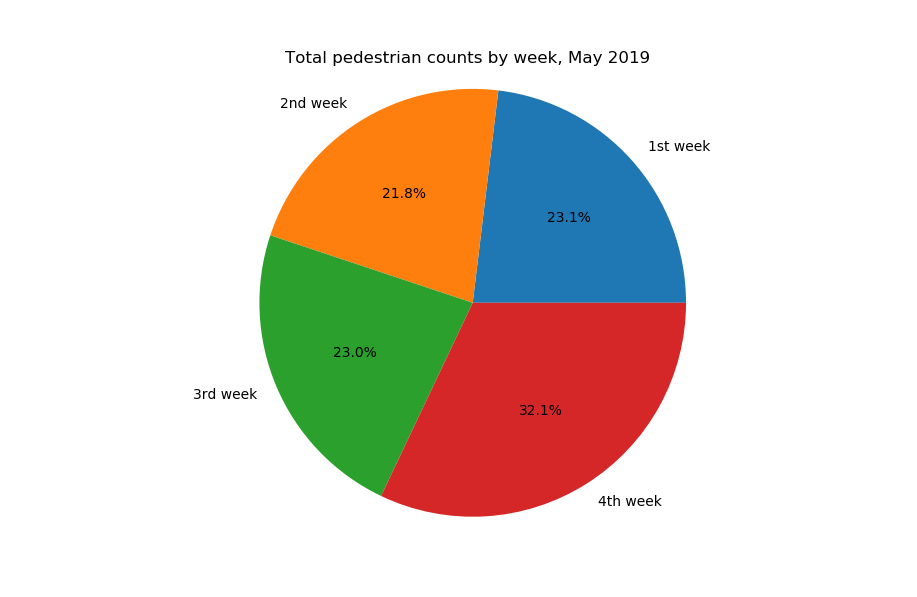 Total pedestrian counts by week, May 2019
2nd week
1st week
21.8%
23.1%
23.0%
3rd week
32.1%
4th week